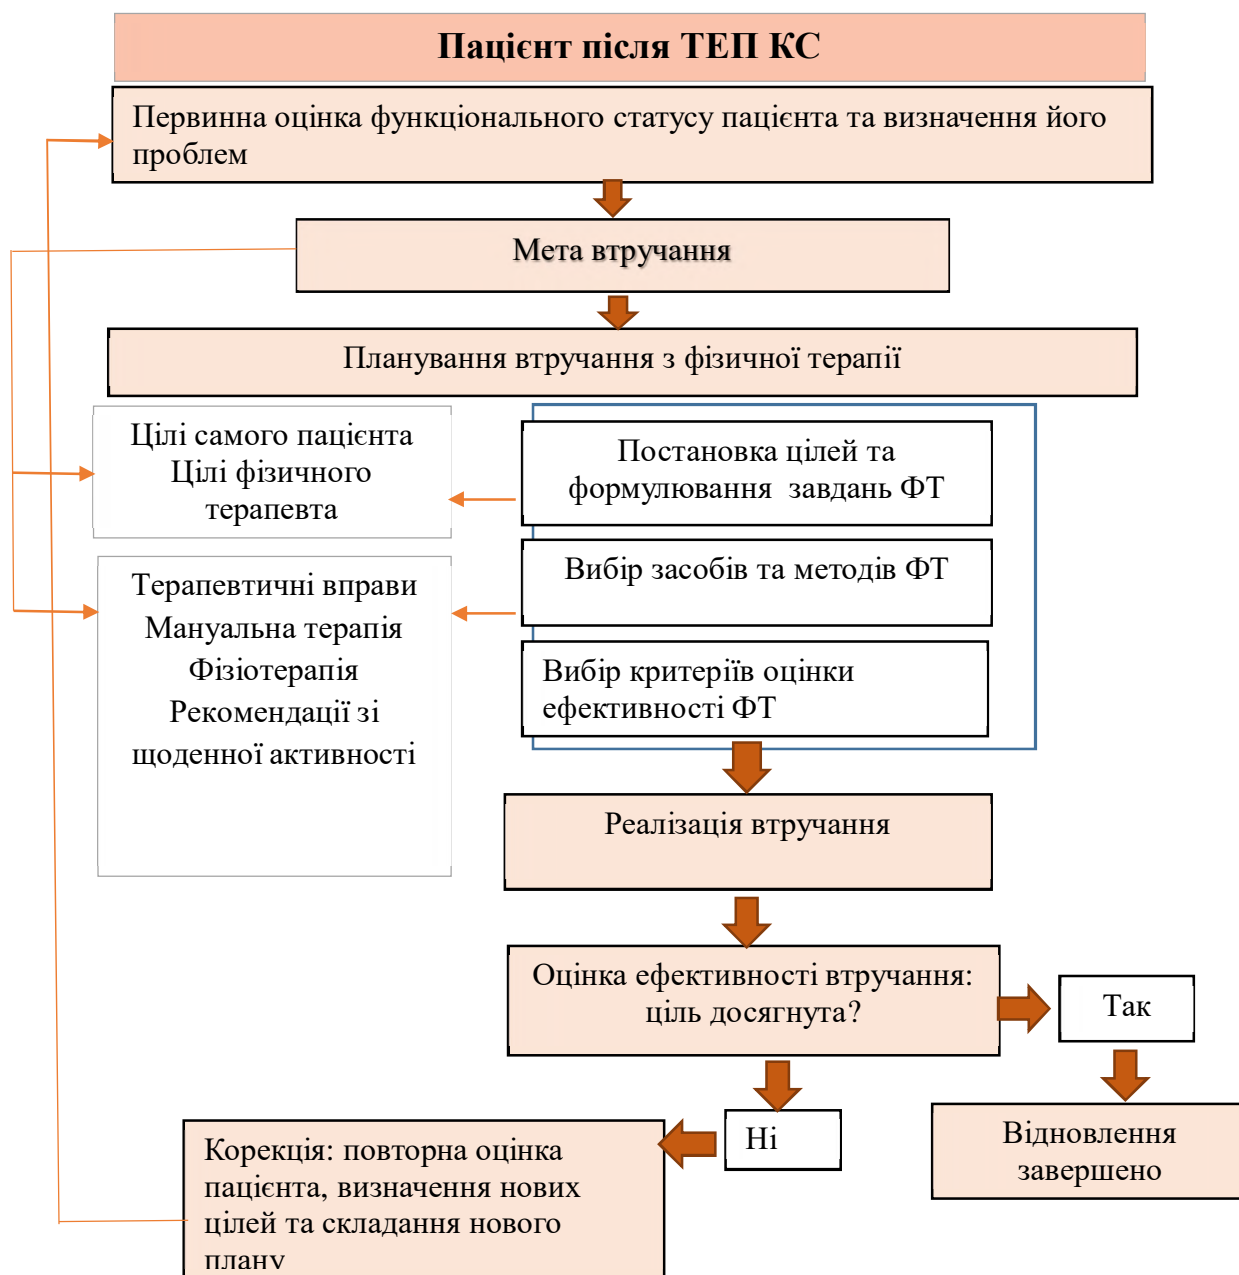 Пацієнт після ТЕП КС
Первинна оцінка функціонального статусу пацієнта та визначення його
проблем
Мета втручання
Планування втручання з фізичної терапії
Цілі самого пацієнта
Цілі фізичного
терапевта
Постановка цілей та
формулювання завдань ФТ
Терапевтичні вправи
Мануальна терапія
Фізіотерапія
Рекомендації зі
щоденної активності
Вибір засобів та методів ФТ
Вибір критеріїв оцінки
ефективності ФТ
Реалізація втручання
Оцінка ефективності втручання:
ціль досягнута?
Так
Ні
Відновлення
завершено
Корекція: повторна оцінка
пацієнта, визначення нових
цілей та складання нового
плану